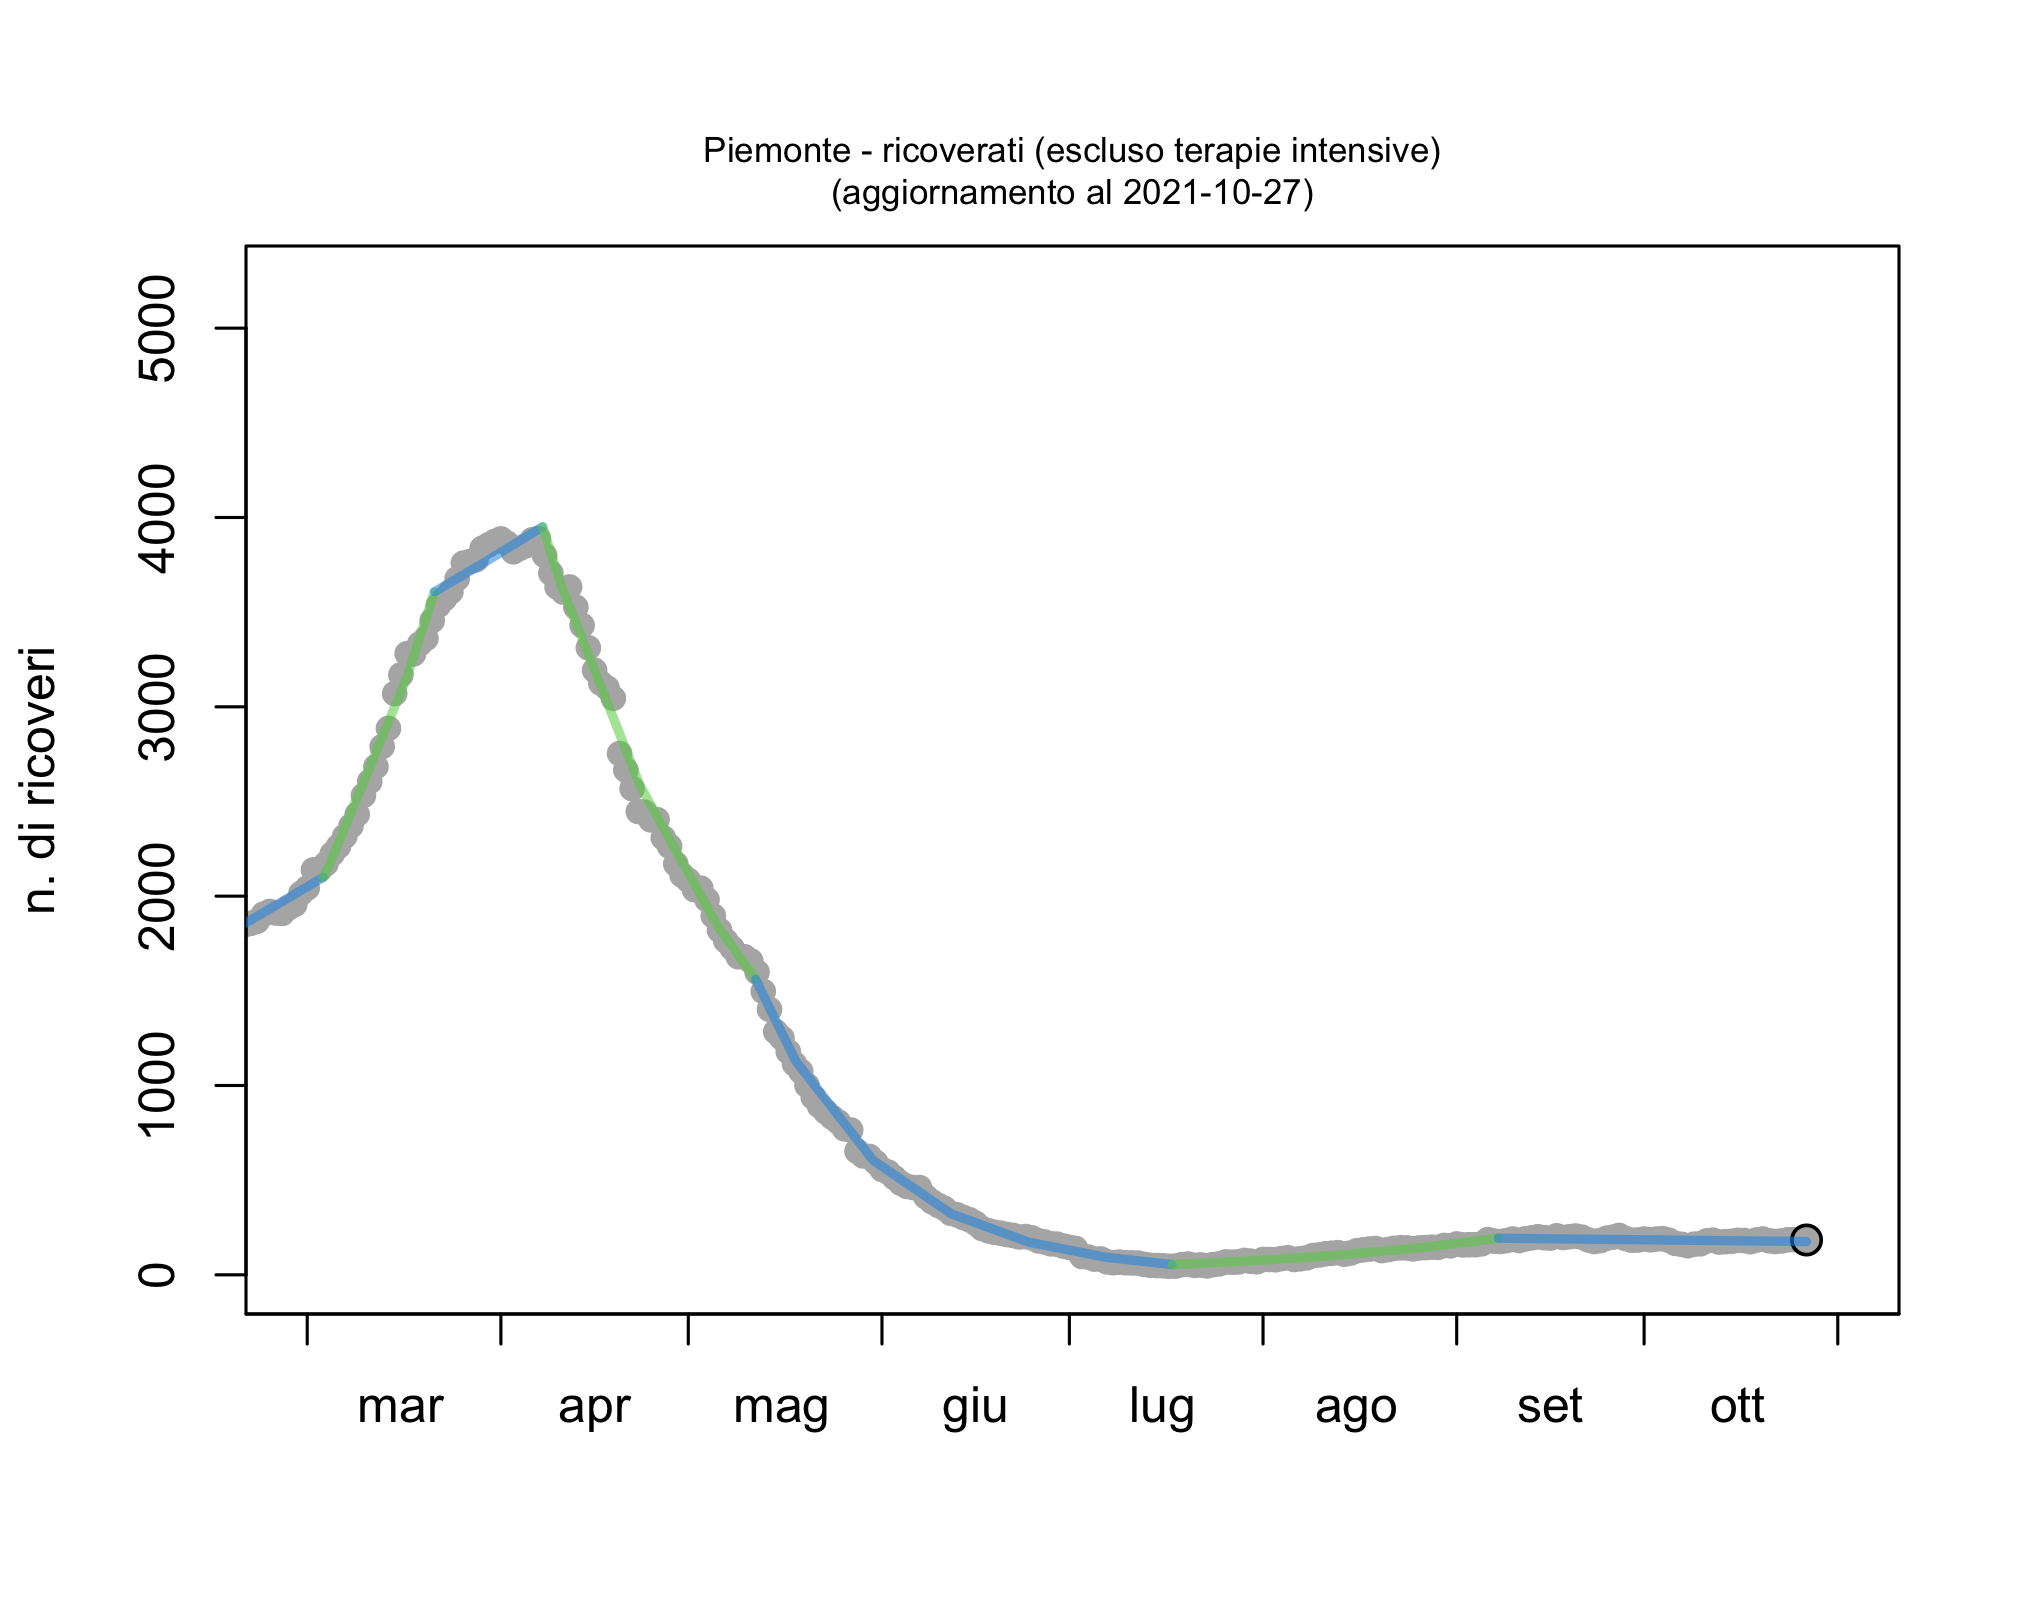 Piemonte - ricoverati (escluso terapie intensive)
(aggiornamento al 2021-10-27)
n. di ricoveri
5000
4000
3000
2000
1000
0
mar apr mag giu lug ago set ott